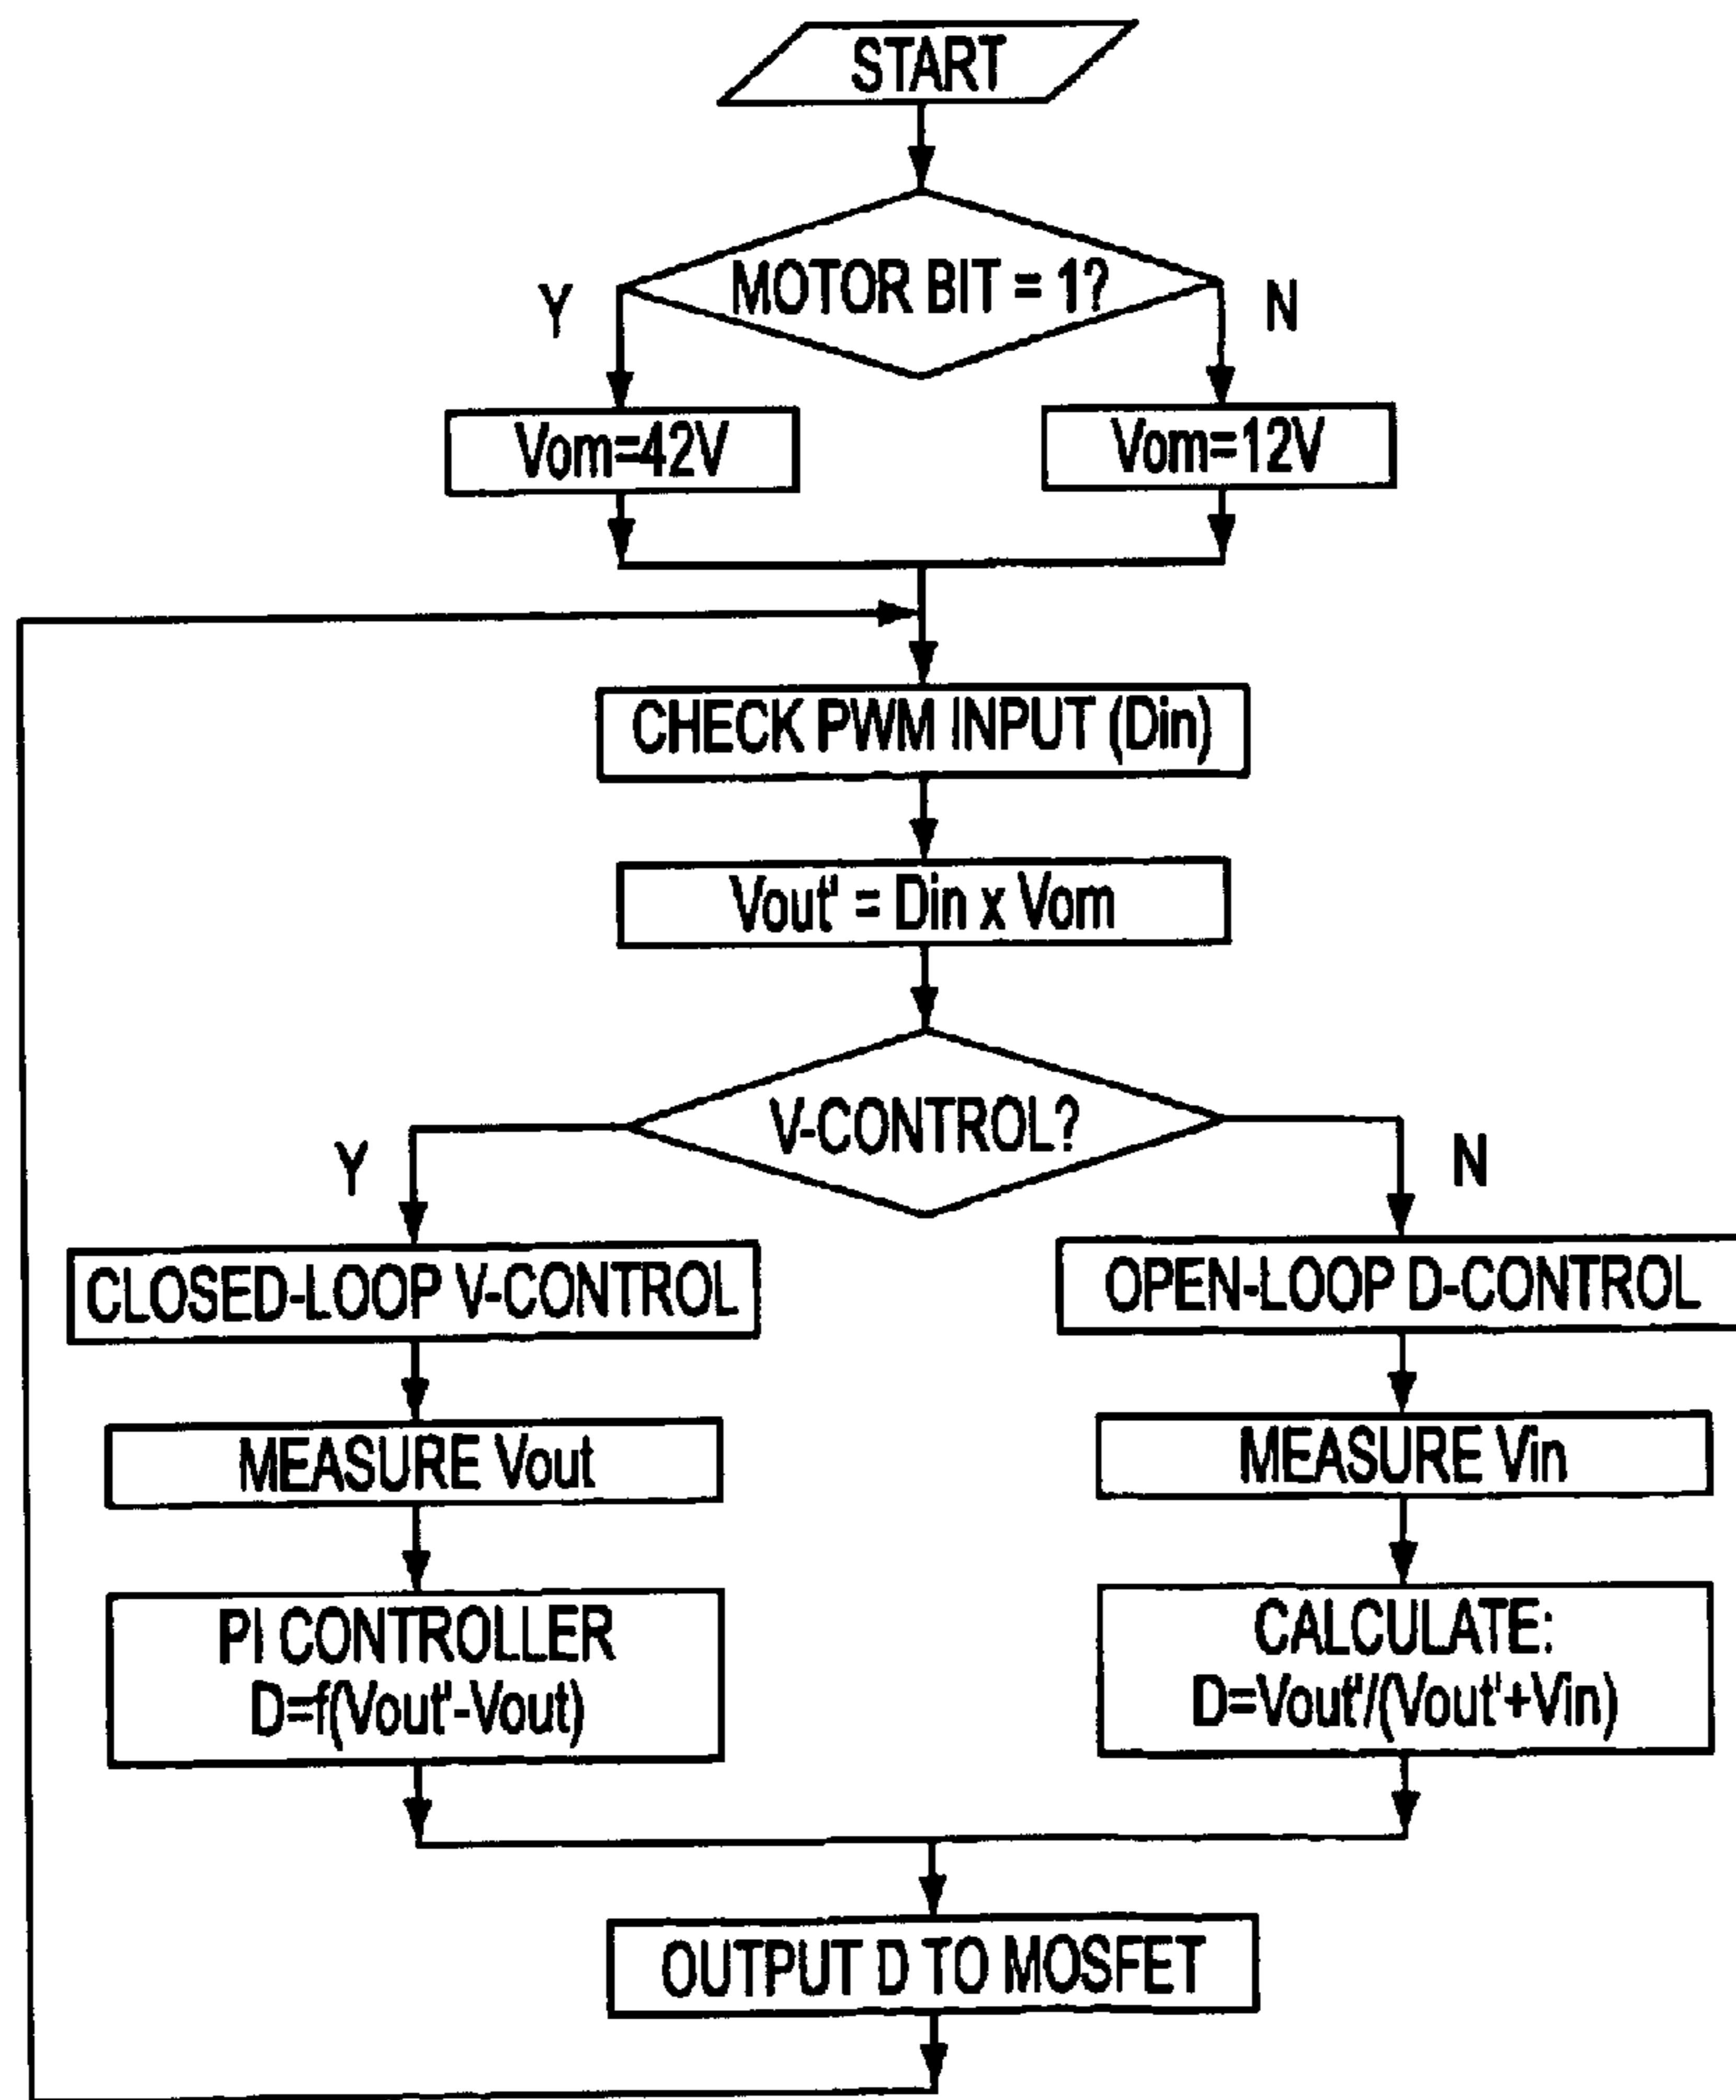 START
MOTOR BIT = 1?
Y
N
Vom=42V
Vom=12V
CHECK PWM INPUT (Din)
Vout' = Din x Vom
V-CONTROL?
Y
N
CLOSED-LOOP V-CONTROL
OPEN-LOOP D-CONTROL
MEASURE Vout
MEASURE Vin
PI CONTROLLER
D=f(Vout'-Vout)
CALCULATE:
D=Vout'/(Vout'+Vin)
OUTPUT D TO MOSFET